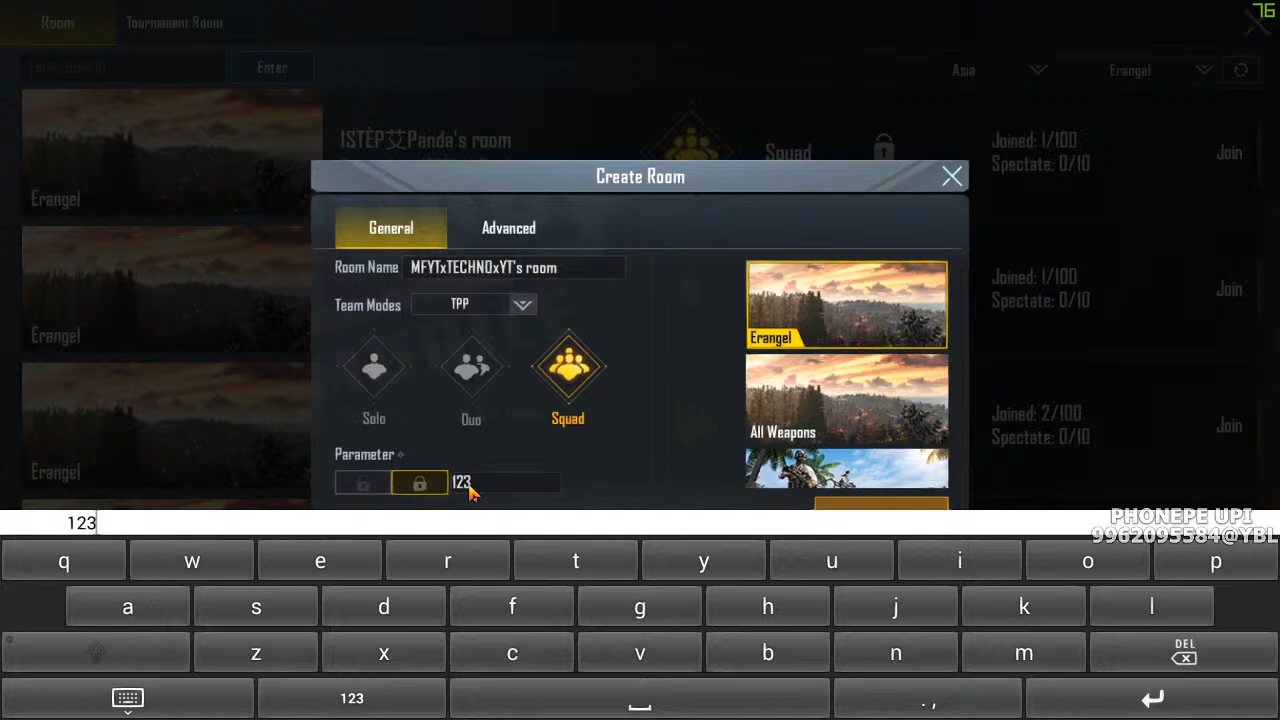 76
Room
Tournament Room
Enter
Asia
Erangel
1STÈP艾Panda's room
Squad
Joined: 1/100
Spectate: 0/10
Join
Erangel
Create Room
General
Advanced
Room Name
MFYTxTECHNOxYT's room
Team Modes
TPP
Solo
Duo
Squad
Parameter
123
Erangel
All Weapons
Joined: 1/100
Spectate: 0/10
Join
Erangel
Joined: 2/100
Spectate: 0/10
Join
Erangel
123
PHONEPE UPI
9962095584@YBL
q w e r t y u i o p
a s d f g h j k l
z x c v b n m DEL
123 . ,